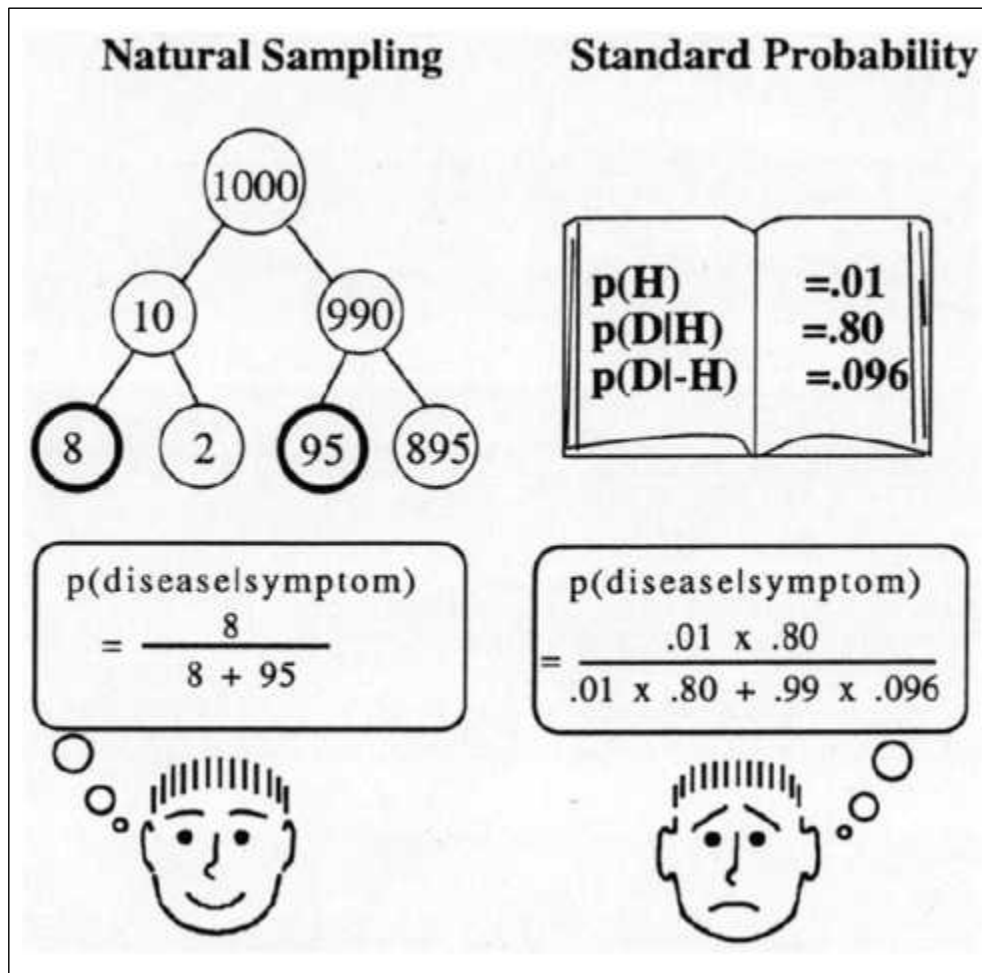 Natural Sampling
1000
10 990
8 2 95 895
p(disease|symptom)
= 8
8 + 95
Standard Probability
p(H) =.01
p(D|H) =.80
p(D|-H) =.096
p(disease|symptom)
= .01 x .80
.01 x .80 + .99 x .096